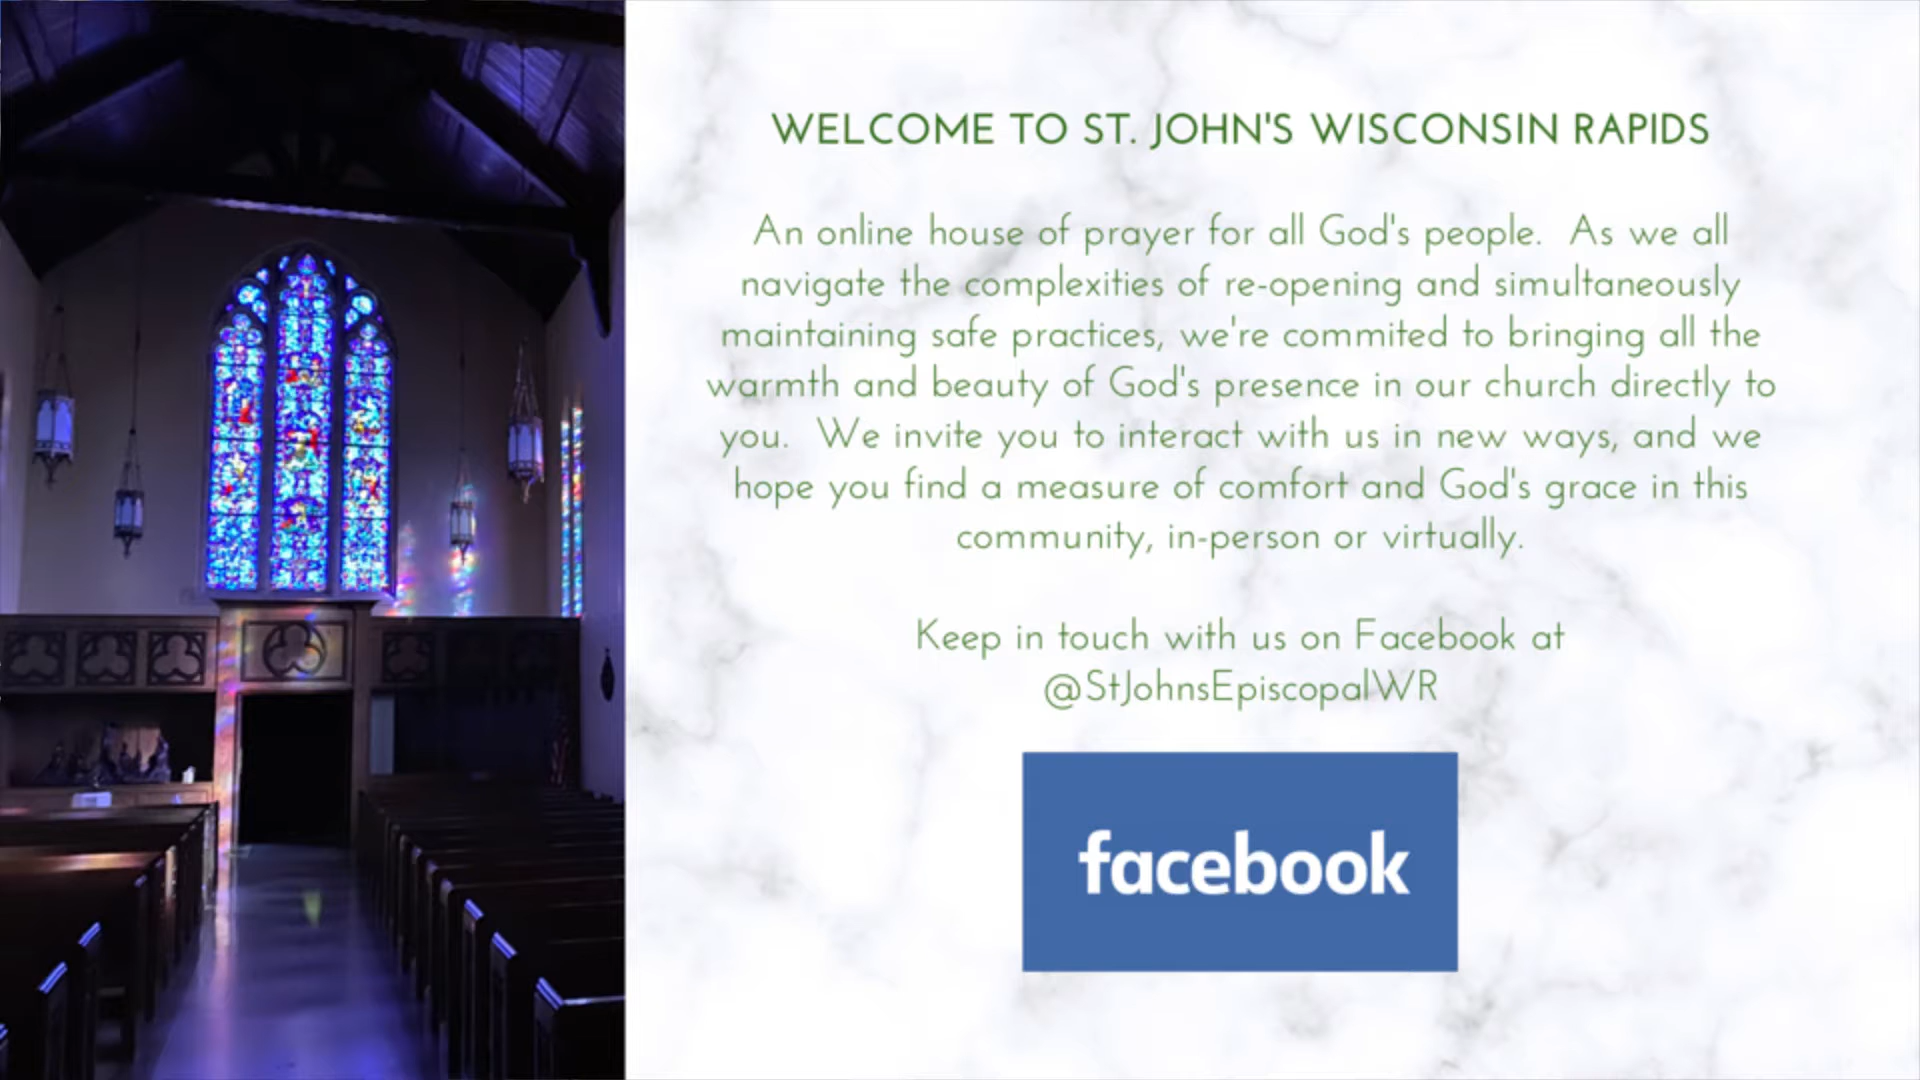 WELCOME TO ST. JOHN'S WISCONSIN RAPIDS
An online house of prayer for all God's people. As we all
navigate the complexities of re-opening and simultaneously
maintaining safe practices, we're commited to bringing all the
warmth and beauty of God's presence in our church directly to
you. We invite you to interact with us in new ways, and we
hope you find a measure of comfort and God's grace in this
community, in-person or virtually.
Keep in touch with us on Facebook at
@StJohnsEpiscopalWR
facebook